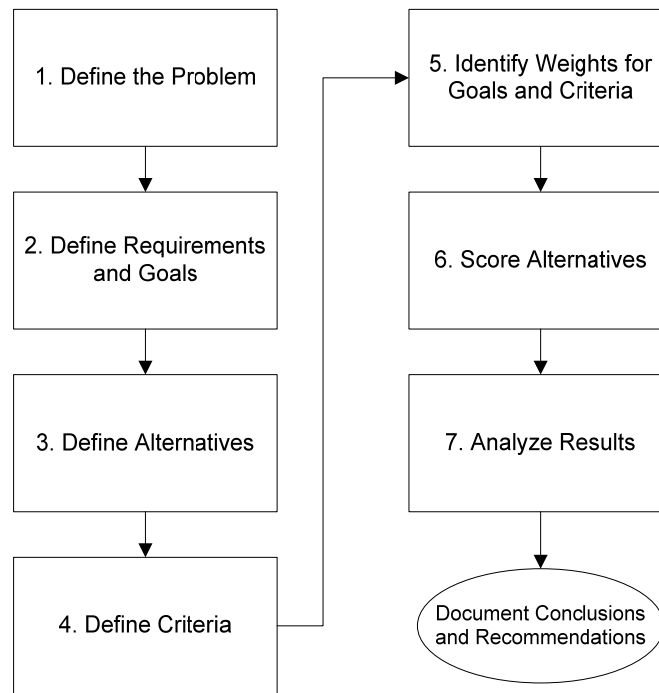 1. Define the Problem
2. Define Requirements
and Goals
3. Define Alternatives
4. Define Criteria
5. Identify Weights for
Goals and Criteria
6. Score Alternatives
7. Analyze Results
Document Conclusions
and Recommendations